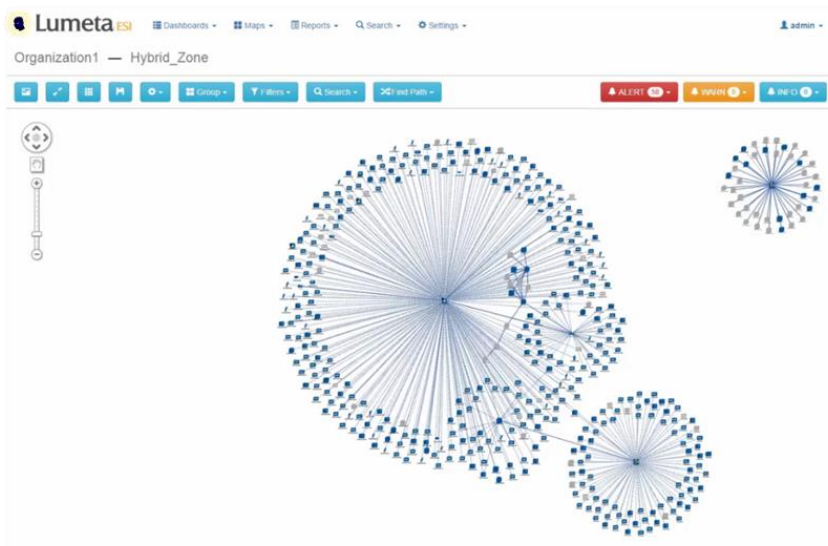 Lumeta ESI Dashboards Maps Reports Search Settings admin
Organization1 — Hybrid_Zone
Group Filters Search Find Path ALERT WARN 0 INFO 0